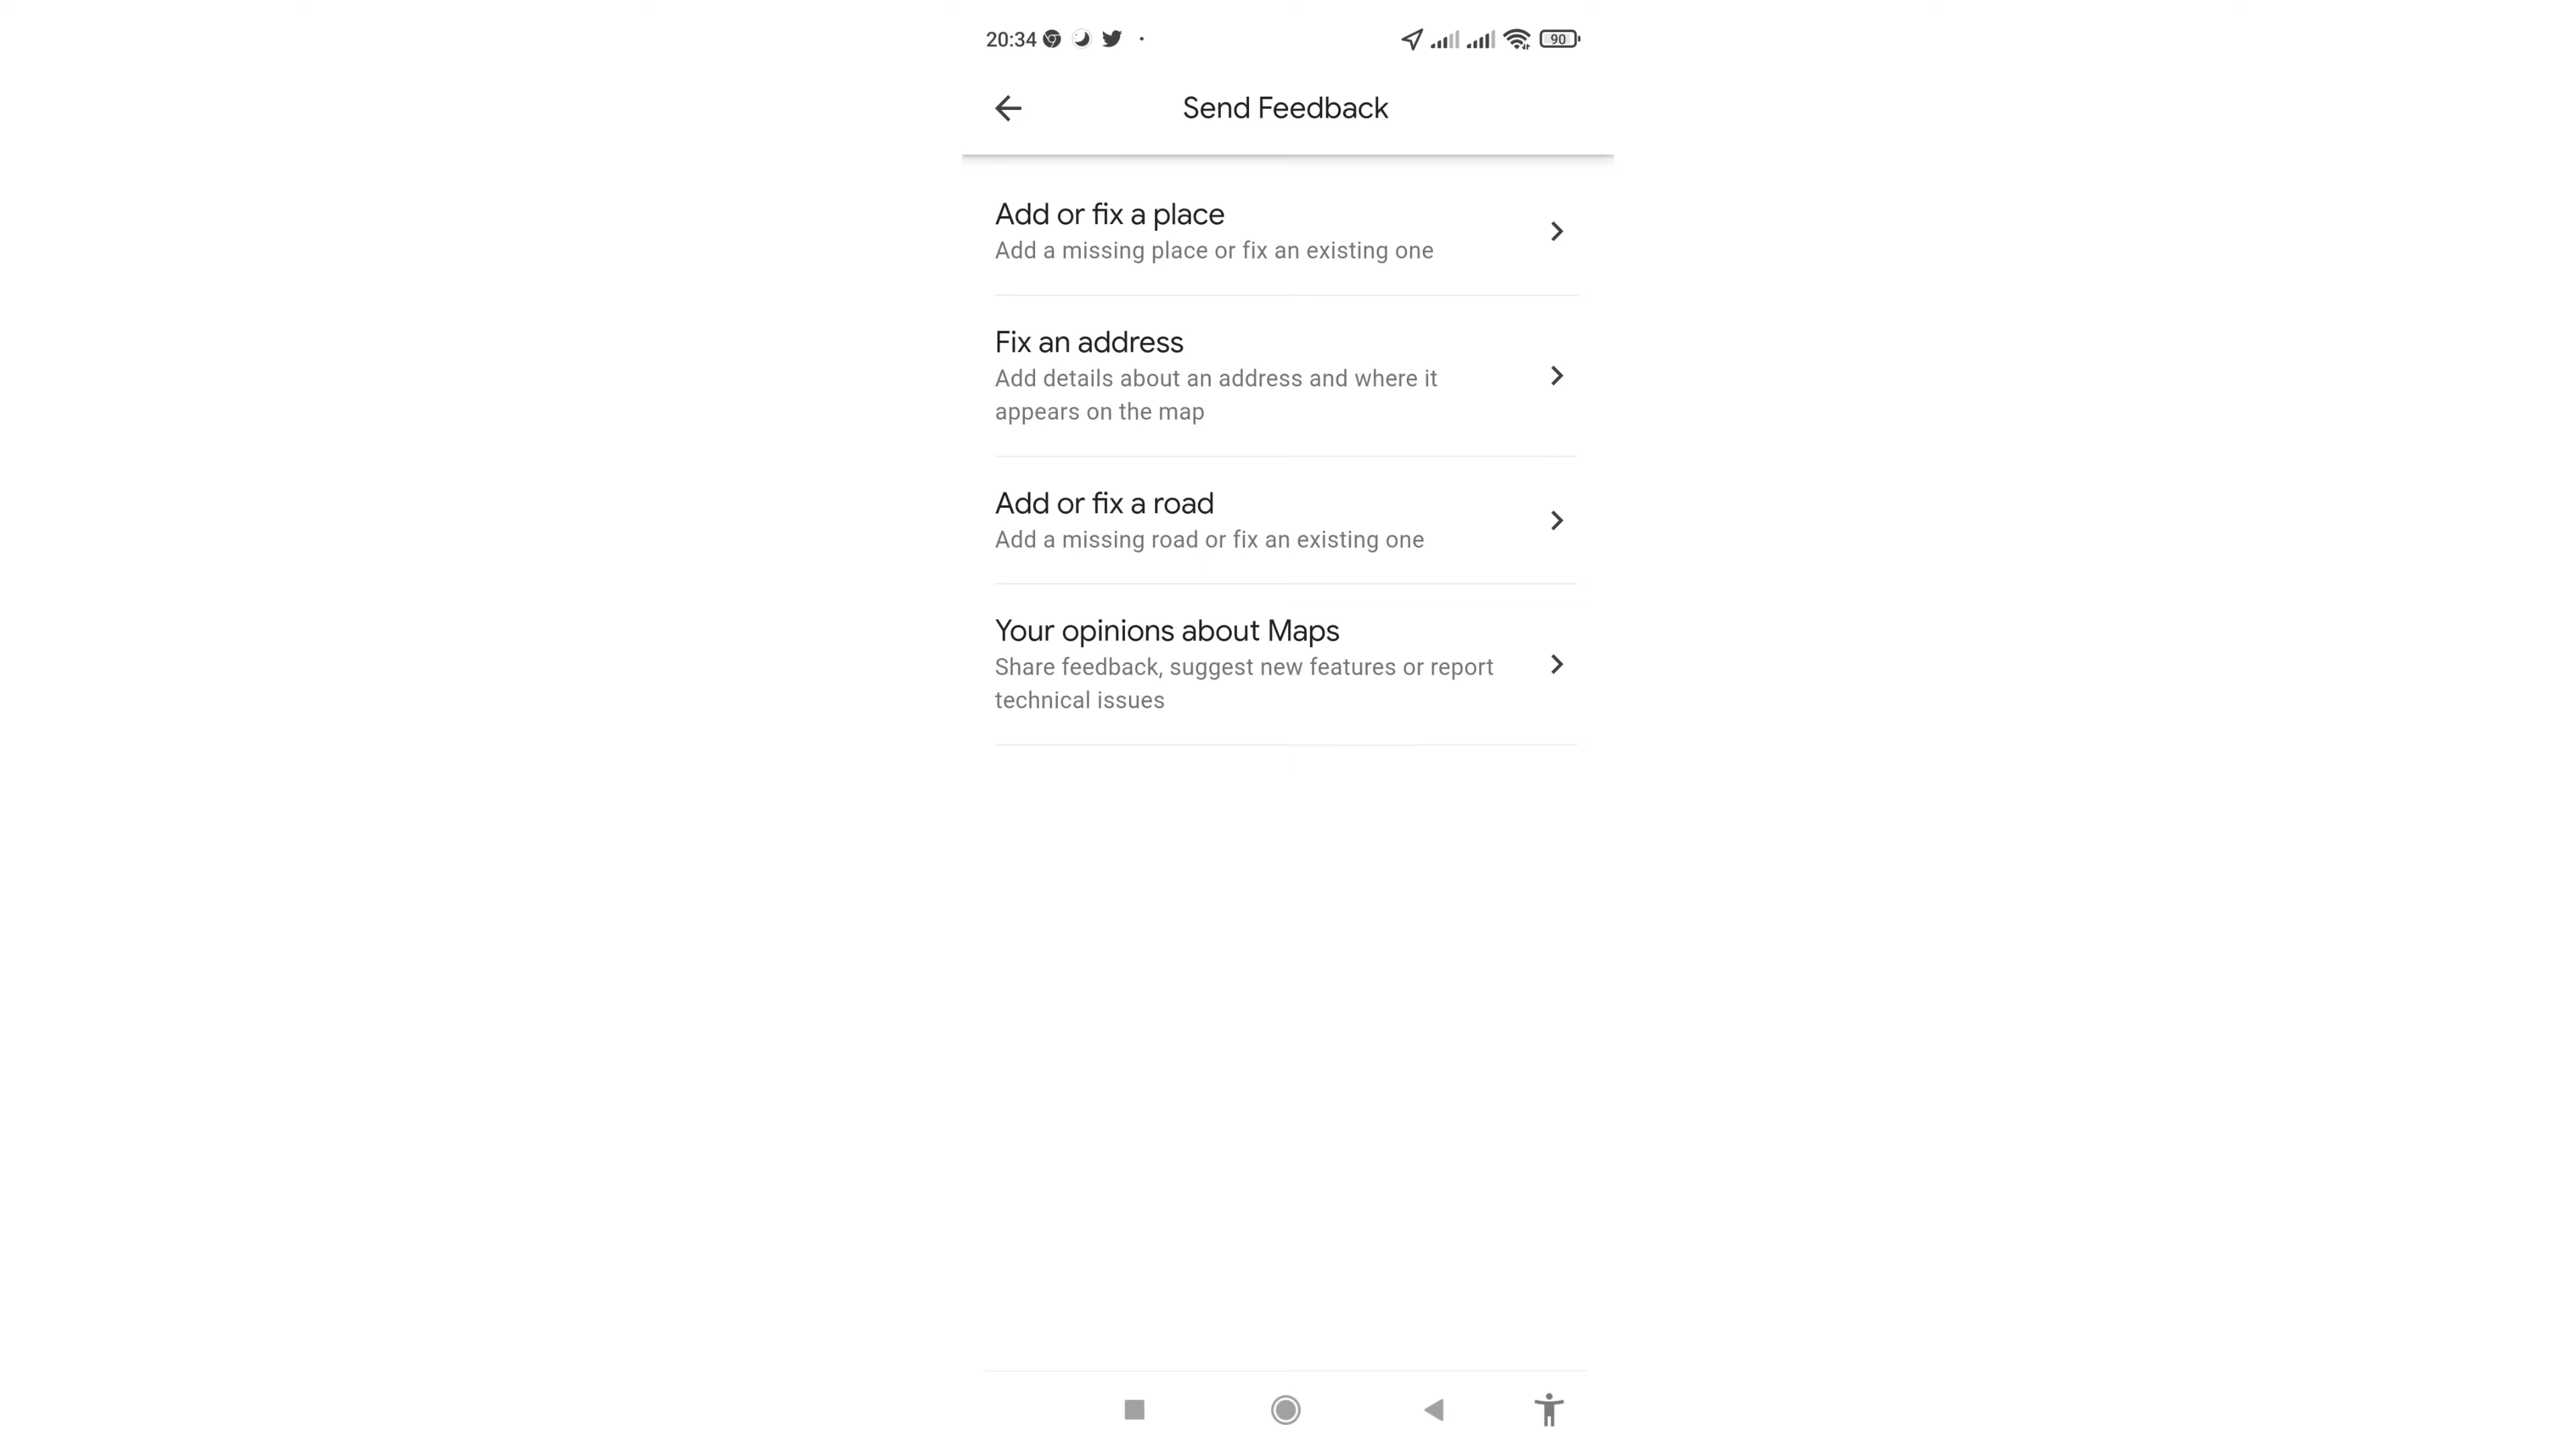 20:34
90
Send Feedback
Add or fix a place
Add a missing place or fix an existing one
Fix an address
Add details about an address and where it
appears on the map
Add or fix a road
Add a missing road or fix an existing one
Your opinions about Maps
Share feedback, suggest new features or report
technical issues